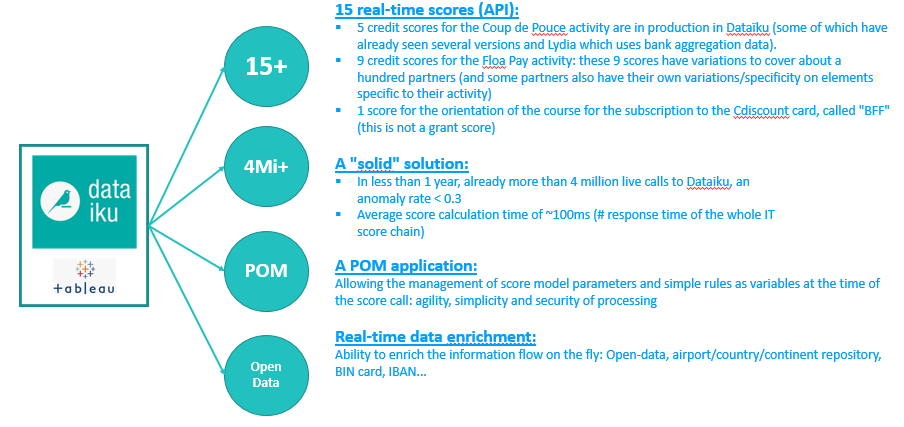 15 real-time scores (API):
▪ 5 credit scores for the Coup de Pouce activity are in production in Dataïku (some of which have
already seen several versions and Lydia which uses bank aggregation data).
▪ 9 credit scores for the Floa Pay activity: these 9 scores have variations to cover about a
hundred partners (and some partners also have their own variations/specificity on elements
specific to their activity)
▪ 1 score for the orientation of the course for the subscription to the Cdiscount card, called "BFF"
(this is not a grant score)
15+
A "solid" solution:
▪ In less than 1 year, already more than 4 million live calls to Dataiku, an
anomaly rate < 0.3
▪ Average score calculation time of ~100ms (# response time of the whole IT
score chain)
4Mi+
data
iku
+ableau
A POM application:
Allowing the management of score model parameters and simple rules as variables at the time of
the score call: agility, simplicity and security of processing
POM
Real-time data enrichment:
Ability to enrich the information flow on the fly: Open-data, airport/country/continent repository,
BIN card, IBAN...
Open
Data